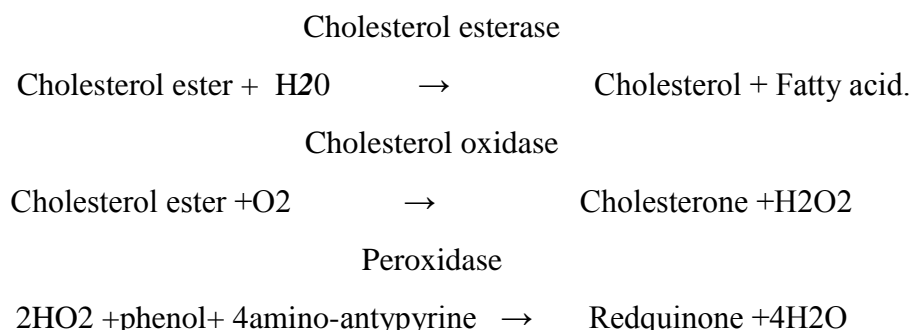 Cholesterol esterase
Cholesterol ester + H20 → Cholesterol + Fatty acid.
Cholesterol oxidase
Cholesterol ester +O2 → Cholesterone +H2O2
Peroxidase
2HO2 +phenol+ 4amino-antypyrine → Redquinone +4H2O